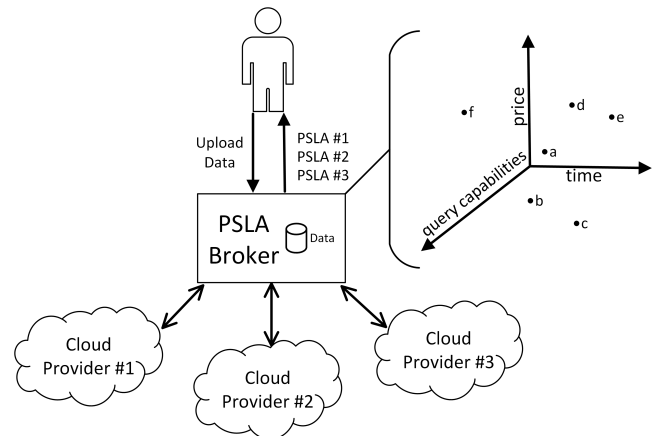 Upload
Data
PSLA #1
PSLA #2
PSLA #3
PSLA
Broker
Data
price
time
query capabilities
f
d
e
a
b
c
Cloud
Provider #1
Cloud
Provider #2
Cloud
Provider #3